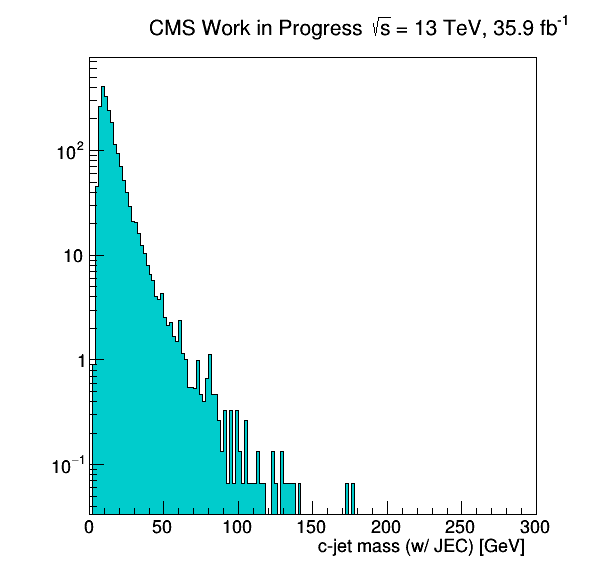 CMS Work in Progress √s = 13 TeV, 35.9 fb⁻¹
10²
10
1
10⁻¹
0 50 100 150 200 250 300
c-jet mass (w/ JEC) [GeV]